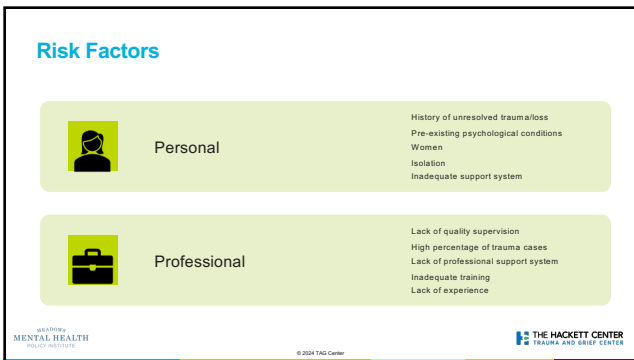 Risk Factors
Personal
History of unresolved trauma/loss
Pre-existing psychological conditions
Women
Isolation
Inadequate support system
Professional
Lack of quality supervision
High percentage of trauma cases
Lack of professional support system
Inadequate training
Lack of experience
MEADOWS
MENTAL HEALTH
POLICY INSTITUTE
© 2024 TAG Center
THE HACKETT CENTER
TRAUMA AND GRIEF CENTER